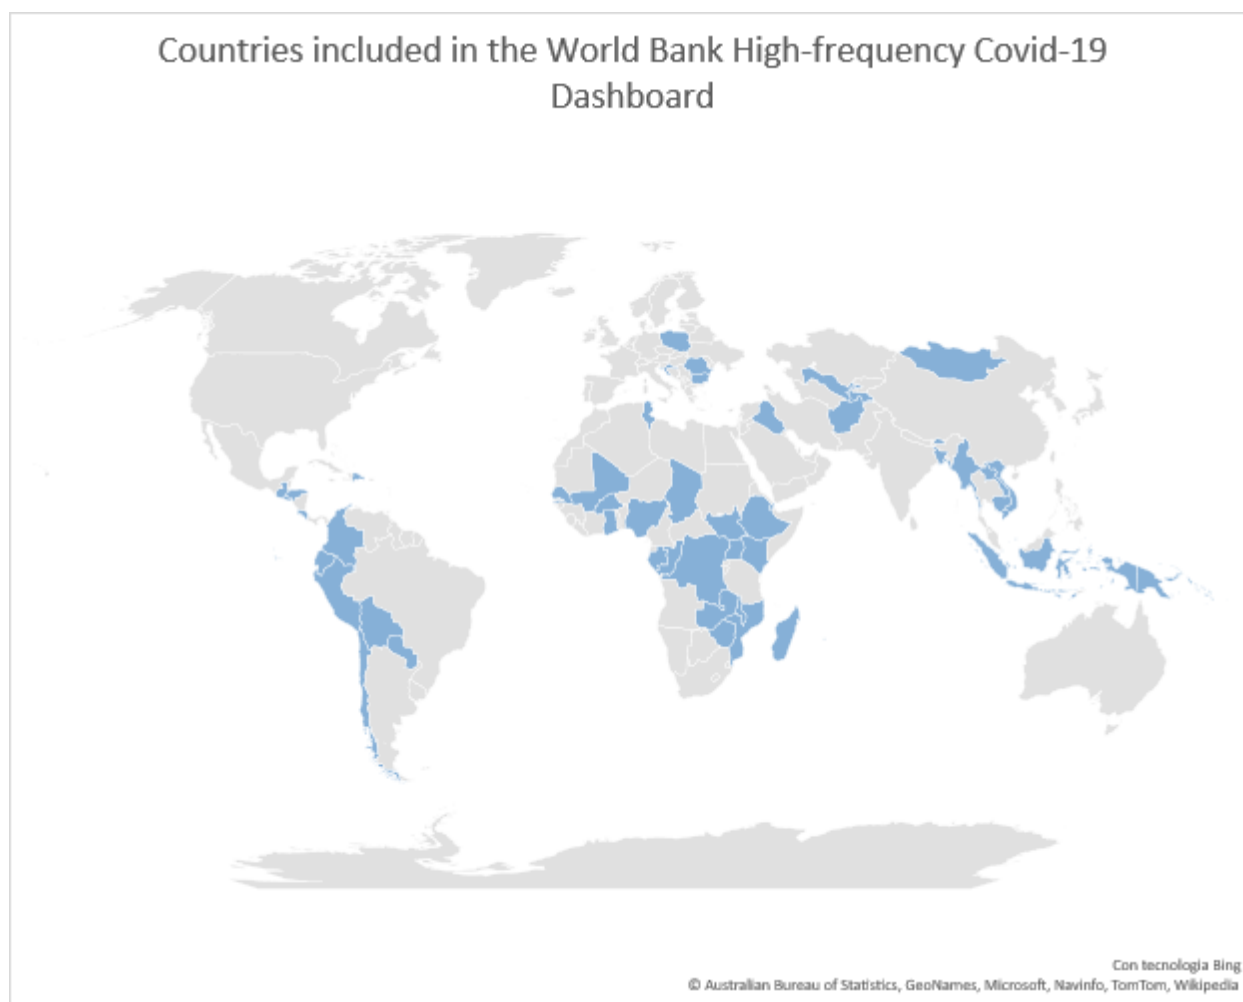 Countries included in the World Bank High-frequency Covid-19
Dashboard
Con tecnologia Bing
© Australian Bureau of Statistics, GeoNames, Microsoft, Navinfo, TomTom, Wikipedia